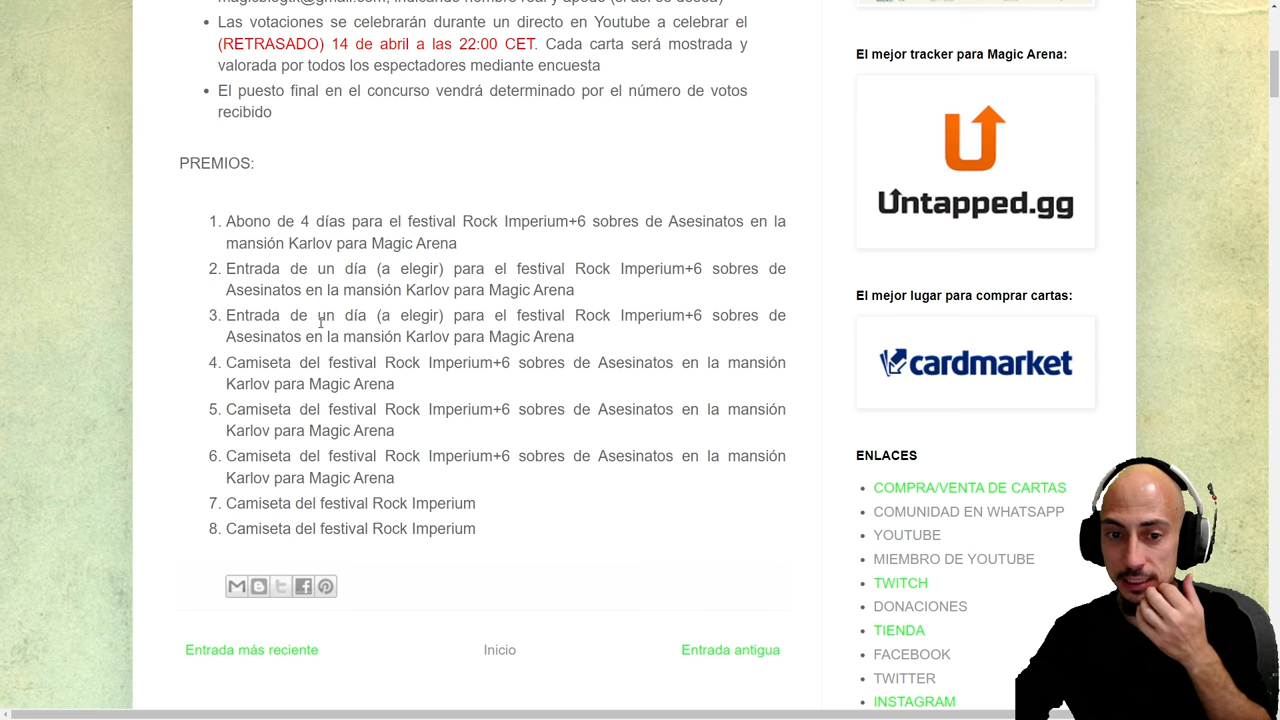 magicblogtk@gmail.com, indicando nombre real y apodo (si así es desea)
Las votaciones se celebrarán durante un directo en Youtube a celebrar el
(RETRASADO) 14 de abril a las 22:00 CET. Cada carta será mostrada y
valorada por todos los espectadores mediante encuesta
El puesto final en el concurso vendrá determinado por el número de votos
recibido
PREMIOS:
1. Abono de 4 días para el festival Rock Imperium+6 sobres de Asesinatos en la
mansión Karlov para Magic Arena
2. Entrada de un día (a elegir) para el festival Rock Imperium+6 sobres de
Asesinatos en la mansión Karlov para Magic Arena
3. Entrada de un día (a elegir) para el festival Rock Imperium+6 sobres de
Asesinatos en la mansión Karlov para Magic Arena
4. Camiseta del festival Rock Imperium+6 sobres de Asesinatos en la mansión
Karlov para Magic Arena
5. Camiseta del festival Rock Imperium+6 sobres de Asesinatos en la mansión
Karlov para Magic Arena
6. Camiseta del festival Rock Imperium+6 sobres de Asesinatos en la mansión
Karlov para Magic Arena
7. Camiseta del festival Rock Imperium
8. Camiseta del festival Rock Imperium
Entrada más reciente
Inicio
Entrada antigua
El mejor tracker para Magic Arena:
Untapped.gg
El mejor lugar para comprar cartas:
cardmarket
ENLACES
COMPRA/VENTA DE CARTAS
COMUNIDAD EN WHATSAPP
YOUTUBE
MIEMBRO DE YOUTUBE
TWITCH
DONACIONES
TIENDA
FACEBOOK
TWITTER
INSTAGRAM